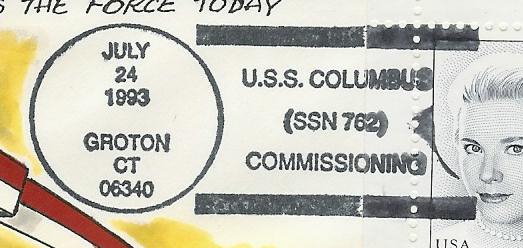 THE FORCE TODAY
JULY
24
1993
GROTON
CT
06340
U.S.S. COLUMBUS
(SSN 762)
COMMISSIONING
USA